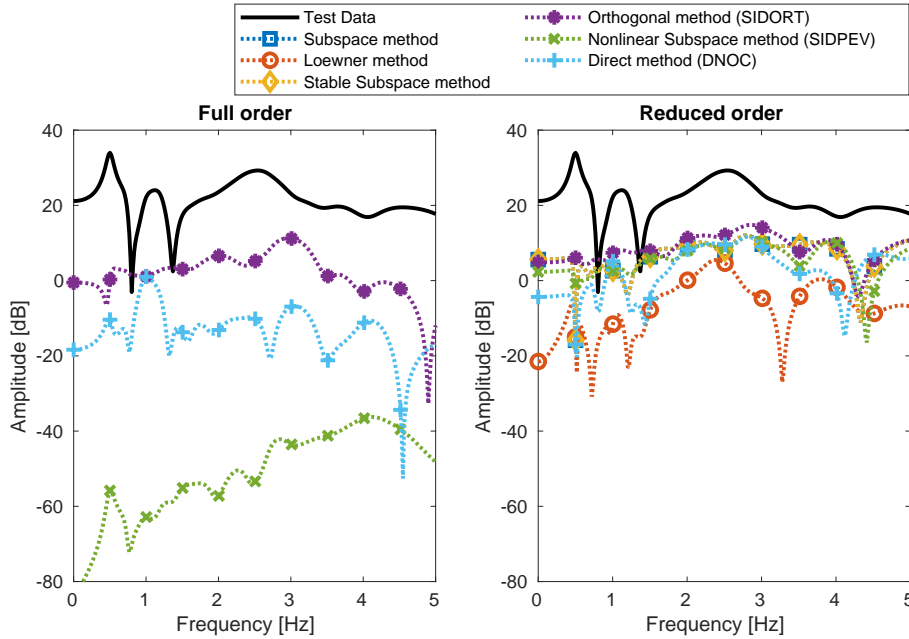 Test Data
Subspace method
Loewner method
Stable Subspace method
Orthogonal method (SIDORT)
Nonlinear Subspace method (SIDPEV)
Direct method (DNOC)
Full order
40
20
0
-20
-40
-60
-80
Amplitude [dB]
0 1 2 3 4 5
Frequency [Hz]
Reduced order
40
20
0
-20
-40
-60
-80
Amplitude [dB]
0 1 2 3 4 5
Frequency [Hz]